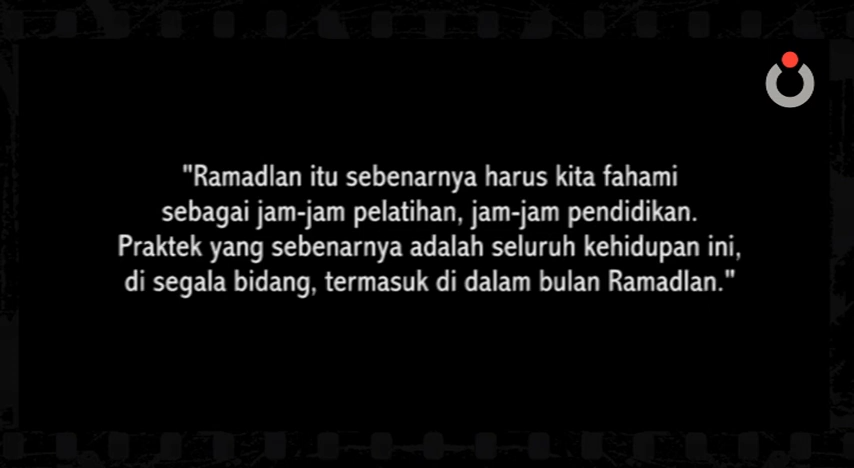 "Ramadlan itu sebenarnya harus kita fahami
sebagai jam-jam pelatihan, jam-jam pendidikan.
Praktek yang sebenarnya adalah seluruh kehidupan ini,
di segala bidang, termasuk di dalam bulan Ramadlan."